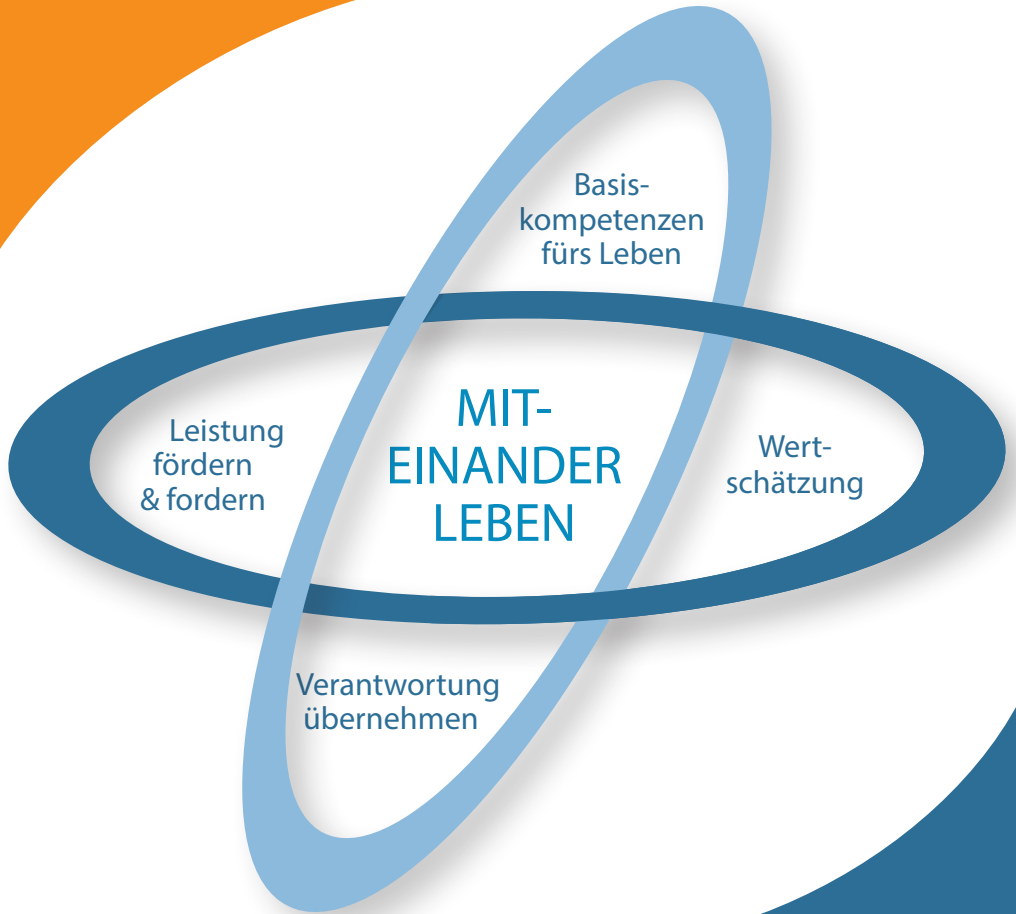 Basis-
kompetenzen
fürs Leben
Leistung
fördern
& fordern
MIT-
EINANDER
LEBEN
Wert-
schätzung
Verantwortung
übernehmen